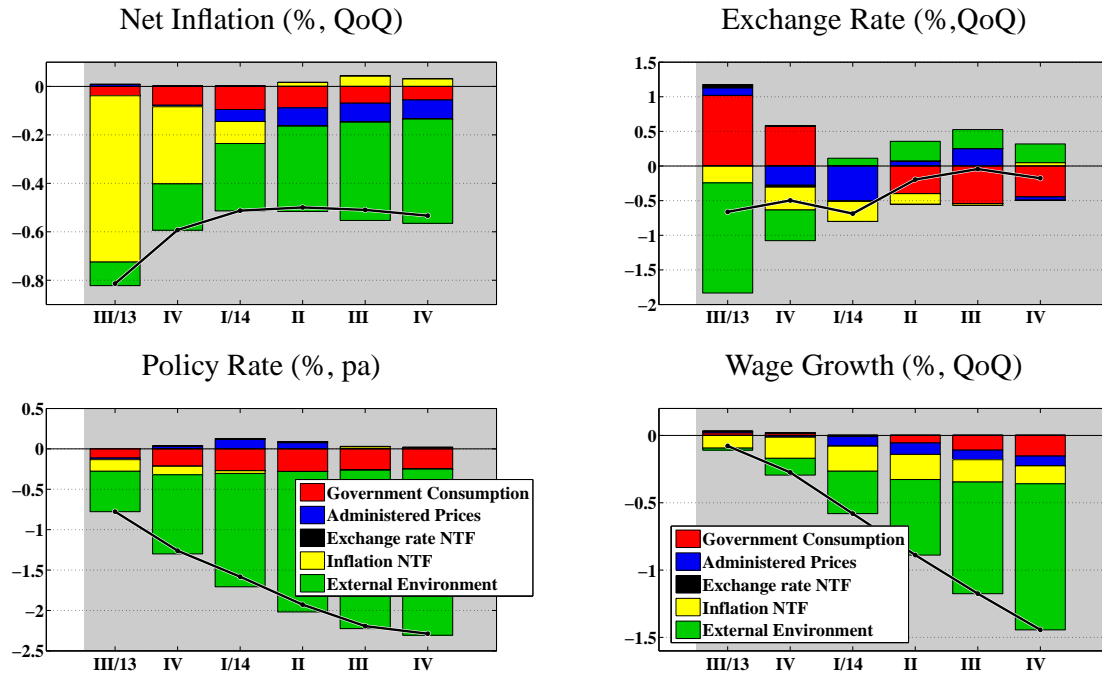 Net Inflation (%, QoQ)
0
−0.2
−0.4
−0.6
−0.8
III/13 IV I/14 II III IV
Exchange Rate (%,QoQ)
1.5
1
0.5
0
−0.5
−1
−1.5
−2
III/13 IV I/14 II III IV
Policy Rate (%, pa)
0.5
0
−0.5
−1
−1.5
−2
−2.5
III/13 IV I/14 II III IV
Government Consumption
Administered Prices
Exchange rate NTF
Inflation NTF
External Environment
Wage Growth (%, QoQ)
0
−0.5
−1
−1.5
III/13 IV I/14 II III IV
Government Consumption
Administered Prices
Exchange rate NTF
Inflation NTF
External Environment